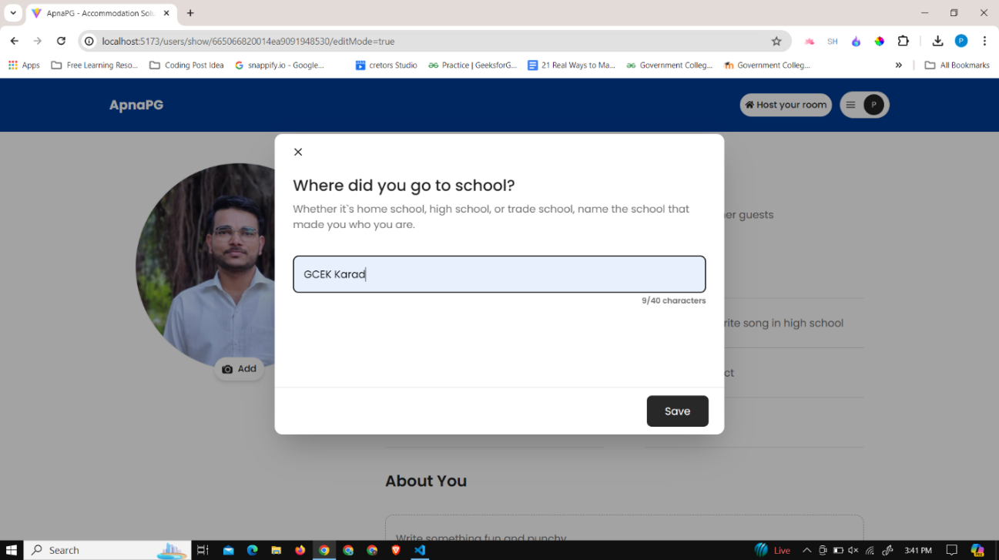 ApnaPG - Accommodation Solu
localhost:5173/users/show/665066820014ea9091948530/editMode=true
SH
P
Apps
Free Learning Reso...
Coding Post Idea
snappify.io - Google...
cretors Studio
Practice | GeeksforG...
21 Real Ways to Ma...
Government Colleg...
Government Colleg...
All Bookmarks
ApnaPG
Host your room
P
Where did you go to school?
Whether it`s home school, high school, or trade school, name the school that
made you who you are.
er guests
GCEK Karad
9/40 characters
rite song in high school
Add
ct
Save
About You
Write something fun and punchy
Search
Live
3:41 PM